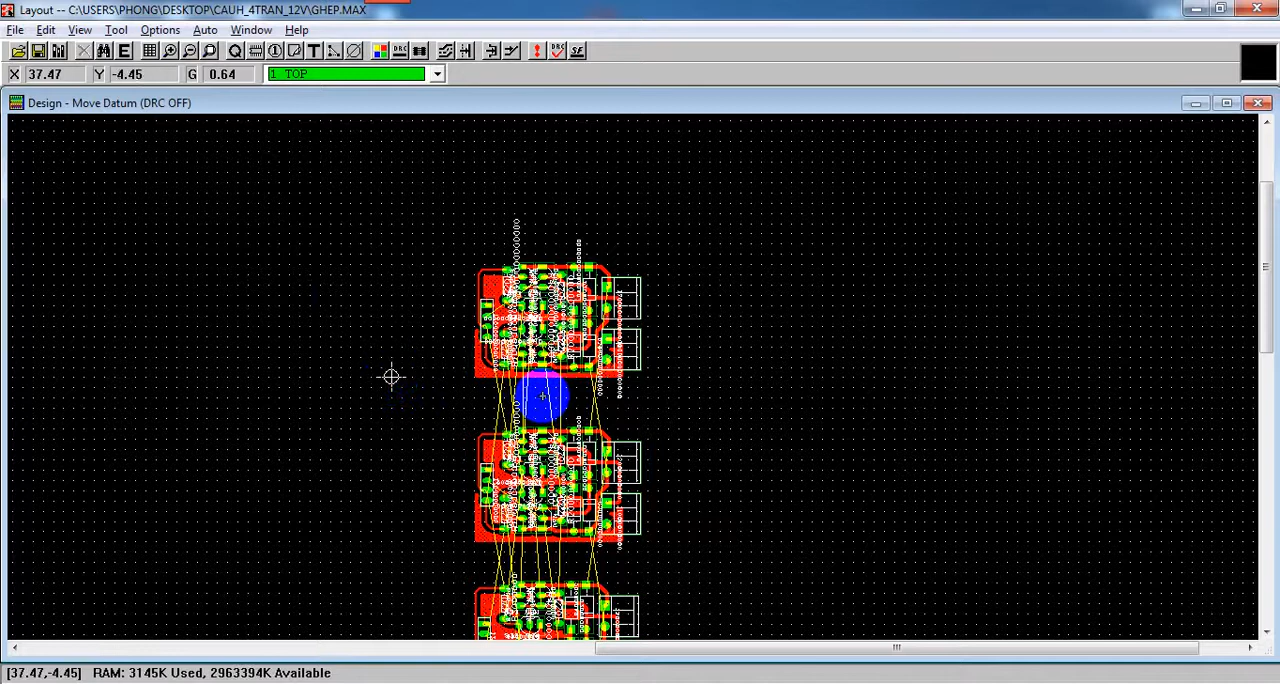 Layout -- C:\USERS\PHONG\DESKTOP\CAUH_4TRAN_12V\GHEP.MAX
File Edit View Tool Options Auto Window Help
X 37.47 Y -4.45 G 0.64 1 TOP
Design - Move Datum (DRC OFF)
[37.47,-4.45] RAM: 3145K Used, 2963394K Available